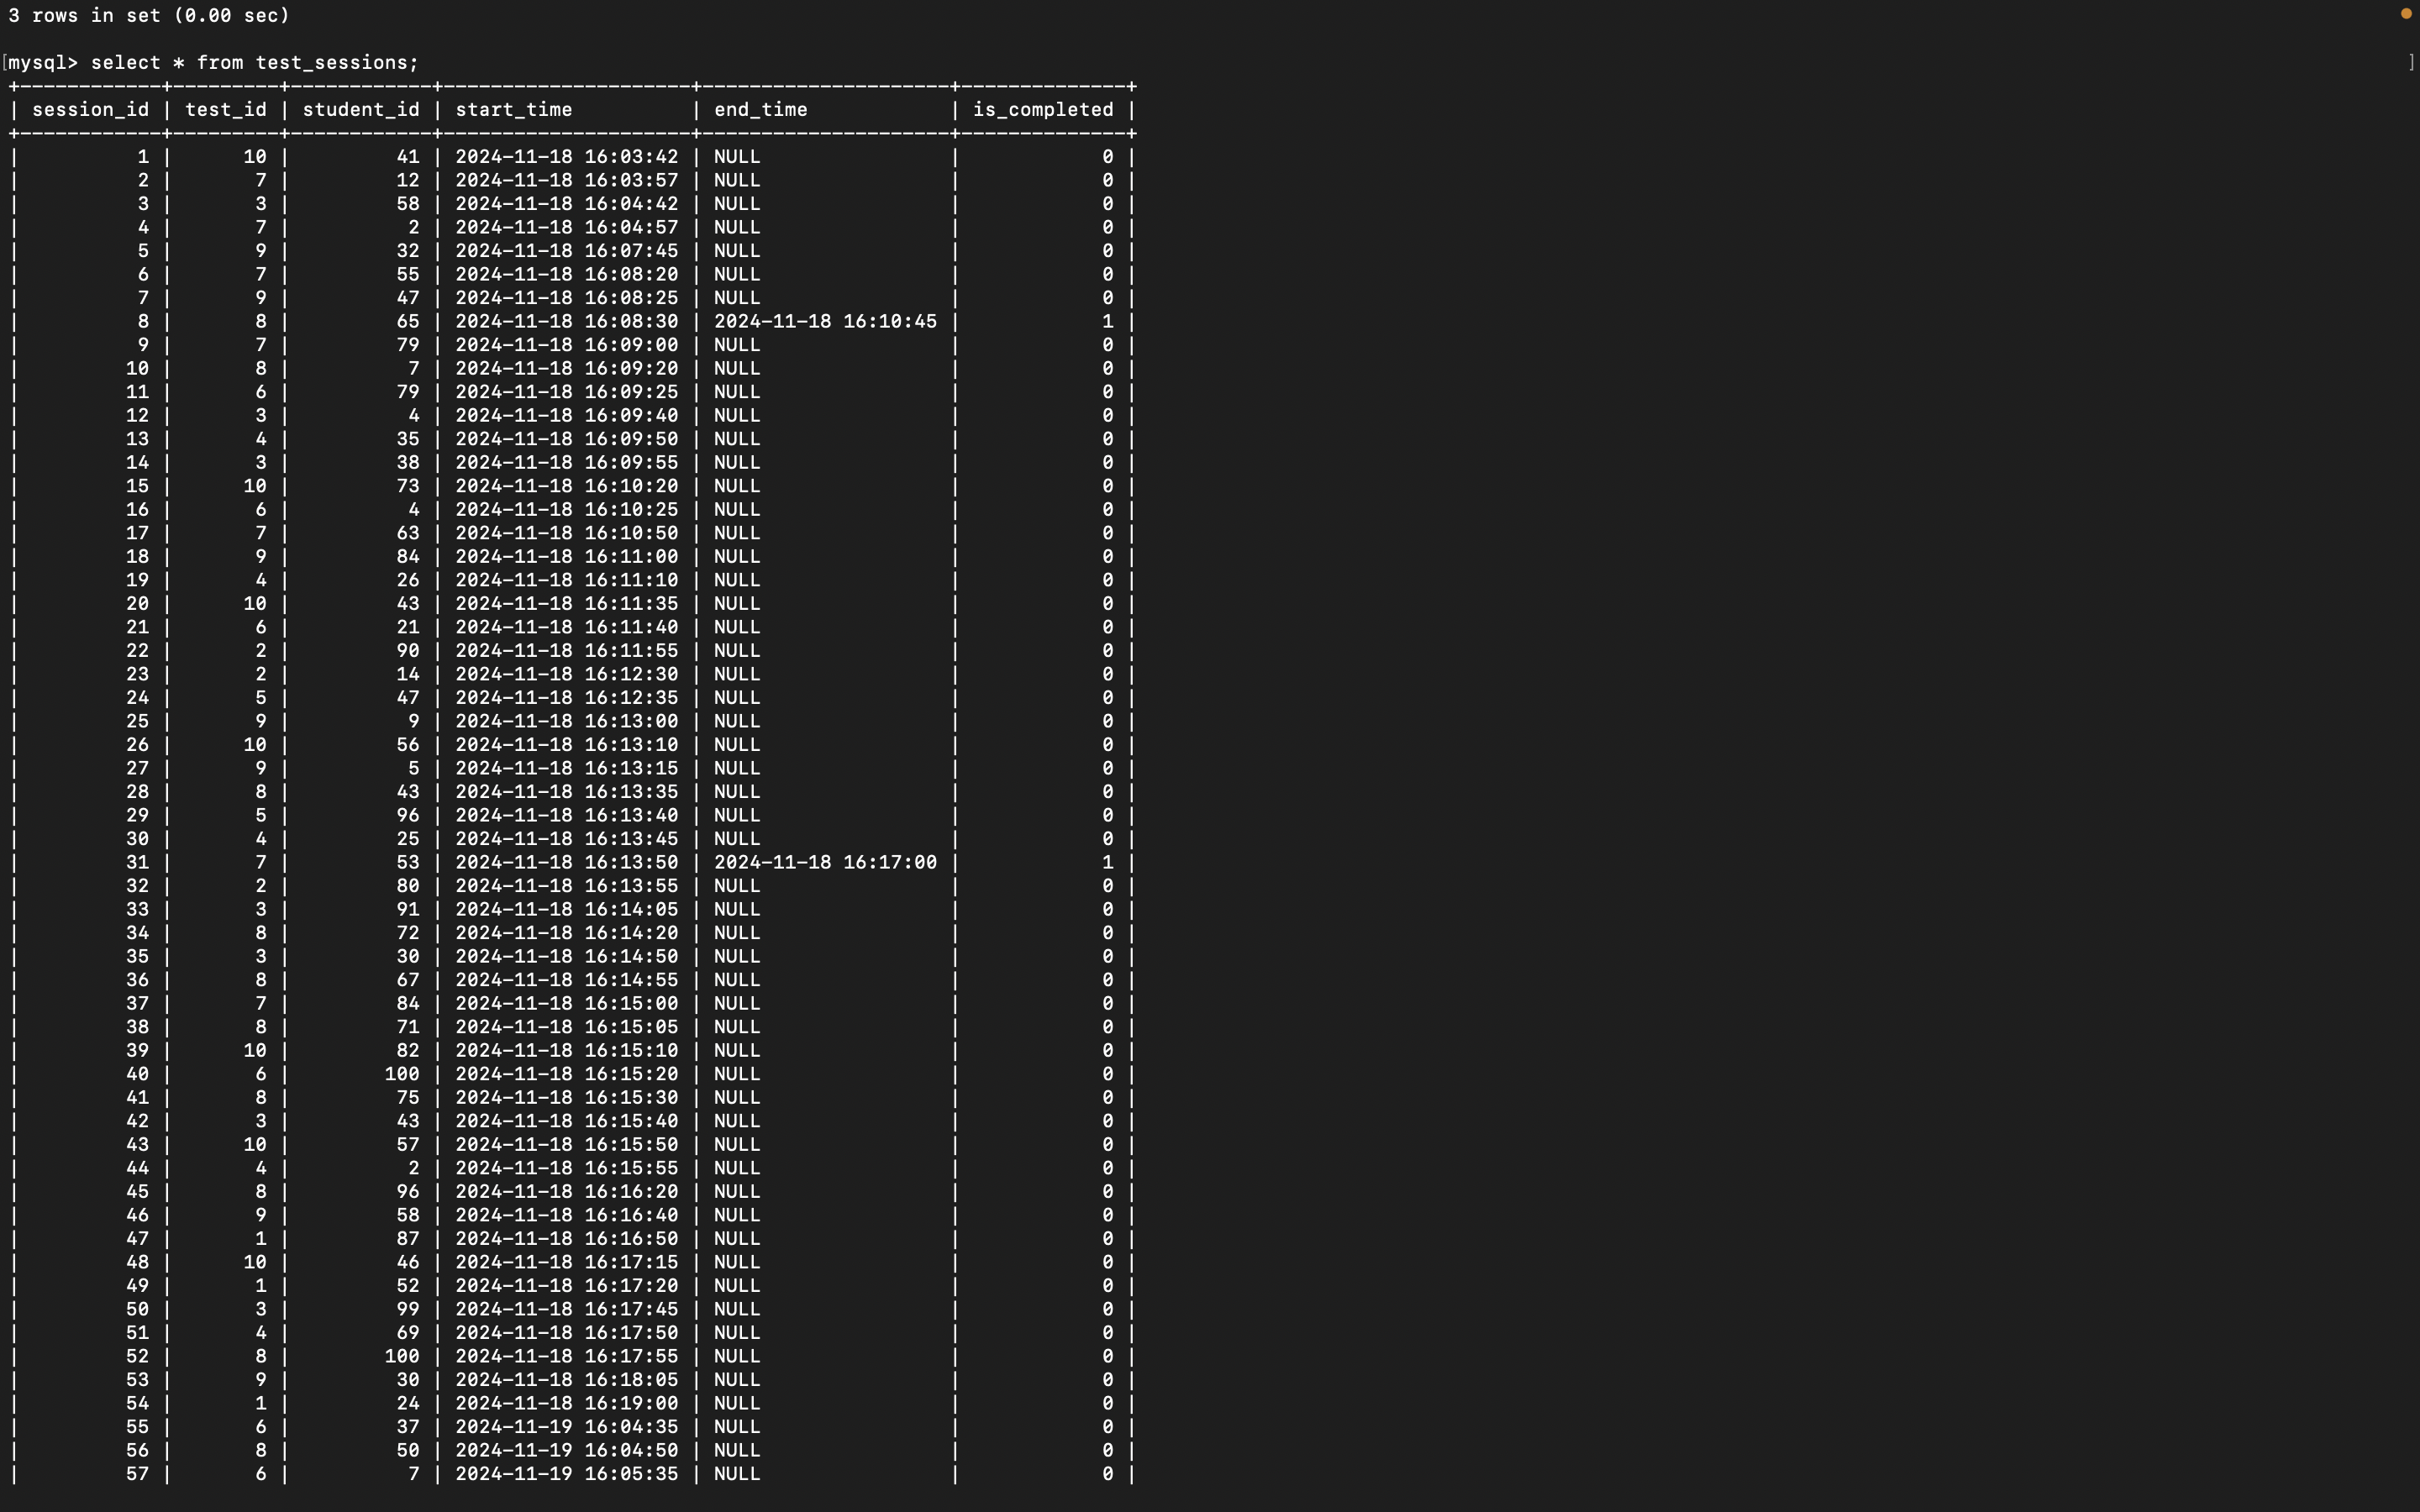 3 rows in set (0.00 sec)
[mysql> select * from test_sessions; ]
+------------+---------+------------+---------------------+---------------------+--------------+
| session_id | test_id | student_id | start_time          | end_time            | is_completed |
+------------+---------+------------+---------------------+---------------------+--------------+
|          1 |      10 |         41 | 2024-11-18 16:03:42 | NULL                |            0 |
|          2 |       7 |         12 | 2024-11-18 16:03:57 | NULL                |            0 |
|          3 |       3 |         58 | 2024-11-18 16:04:42 | NULL                |            0 |
|          4 |       7 |          2 | 2024-11-18 16:04:57 | NULL                |            0 |
|          5 |       9 |         32 | 2024-11-18 16:07:45 | NULL                |            0 |
|          6 |       7 |         55 | 2024-11-18 16:08:20 | NULL                |            0 |
|          7 |       9 |         47 | 2024-11-18 16:08:25 | NULL                |            0 |
|          8 |       8 |         65 | 2024-11-18 16:08:30 | 2024-11-18 16:10:45 |            1 |
|          9 |       7 |         79 | 2024-11-18 16:09:00 | NULL                |            0 |
|         10 |       8 |          7 | 2024-11-18 16:09:20 | NULL                |            0 |
|         11 |       6 |         79 | 2024-11-18 16:09:25 | NULL                |            0 |
|         12 |       3 |          4 | 2024-11-18 16:09:40 | NULL                |            0 |
|         13 |       4 |         35 | 2024-11-18 16:09:50 | NULL                |            0 |
|         14 |       3 |         38 | 2024-11-18 16:09:55 | NULL                |            0 |
|         15 |      10 |         73 | 2024-11-18 16:10:20 | NULL                |            0 |
|         16 |       6 |          4 | 2024-11-18 16:10:25 | NULL                |            0 |
|         17 |       7 |         63 | 2024-11-18 16:10:50 | NULL                |            0 |
|         18 |       9 |         84 | 2024-11-18 16:11:00 | NULL                |            0 |
|         19 |       4 |         26 | 2024-11-18 16:11:10 | NULL                |            0 |
|         20 |      10 |         43 | 2024-11-18 16:11:35 | NULL                |            0 |
|         21 |       6 |         21 | 2024-11-18 16:11:40 | NULL                |            0 |
|         22 |       2 |         90 | 2024-11-18 16:11:55 | NULL                |            0 |
|         23 |       2 |         14 | 2024-11-18 16:12:30 | NULL                |            0 |
|         24 |       5 |         47 | 2024-11-18 16:12:35 | NULL                |            0 |
|         25 |       9 |          9 | 2024-11-18 16:13:00 | NULL                |            0 |
|         26 |      10 |         56 | 2024-11-18 16:13:10 | NULL                |            0 |
|         27 |       9 |          5 | 2024-11-18 16:13:15 | NULL                |            0 |
|         28 |       8 |         43 | 2024-11-18 16:13:35 | NULL                |            0 |
|         29 |       5 |         96 | 2024-11-18 16:13:40 | NULL                |            0 |
|         30 |       4 |         25 | 2024-11-18 16:13:45 | NULL                |            0 |
|         31 |       7 |         53 | 2024-11-18 16:13:50 | 2024-11-18 16:17:00 |            1 |
|         32 |       2 |         80 | 2024-11-18 16:13:55 | NULL                |            0 |
|         33 |       3 |         91 | 2024-11-18 16:14:05 | NULL                |            0 |
|         34 |       8 |         72 | 2024-11-18 16:14:20 | NULL                |            0 |
|         35 |       3 |         30 | 2024-11-18 16:14:50 | NULL                |            0 |
|         36 |       8 |         67 | 2024-11-18 16:14:55 | NULL                |            0 |
|         37 |       7 |         84 | 2024-11-18 16:15:00 | NULL                |            0 |
|         38 |       8 |         71 | 2024-11-18 16:15:05 | NULL                |            0 |
|         39 |      10 |         82 | 2024-11-18 16:15:10 | NULL                |            0 |
|         40 |       6 |        100 | 2024-11-18 16:15:20 | NULL                |            0 |
|         41 |       8 |         75 | 2024-11-18 16:15:30 | NULL                |            0 |
|         42 |       3 |         43 | 2024-11-18 16:15:40 | NULL                |            0 |
|         43 |      10 |         57 | 2024-11-18 16:15:50 | NULL                |            0 |
|         44 |       4 |          2 | 2024-11-18 16:15:55 | NULL                |            0 |
|         45 |       8 |         96 | 2024-11-18 16:16:20 | NULL                |            0 |
|         46 |       9 |         58 | 2024-11-18 16:16:40 | NULL                |            0 |
|         47 |       1 |         87 | 2024-11-18 16:16:50 | NULL                |            0 |
|         48 |      10 |         46 | 2024-11-18 16:17:15 | NULL                |            0 |
|         49 |       1 |         52 | 2024-11-18 16:17:20 | NULL                |            0 |
|         50 |       3 |         99 | 2024-11-18 16:17:45 | NULL                |            0 |
|         51 |       4 |         69 | 2024-11-18 16:17:50 | NULL                |            0 |
|         52 |       8 |        100 | 2024-11-18 16:17:55 | NULL                |            0 |
|         53 |       9 |         30 | 2024-11-18 16:18:05 | NULL                |            0 |
|         54 |       1 |         24 | 2024-11-18 16:19:00 | NULL                |            0 |
|         55 |       6 |         37 | 2024-11-19 16:04:35 | NULL                |            0 |
|         56 |       8 |         50 | 2024-11-19 16:04:50 | NULL                |            0 |
|         57 |       6 |          7 | 2024-11-19 16:05:35 | NULL                |            0 |